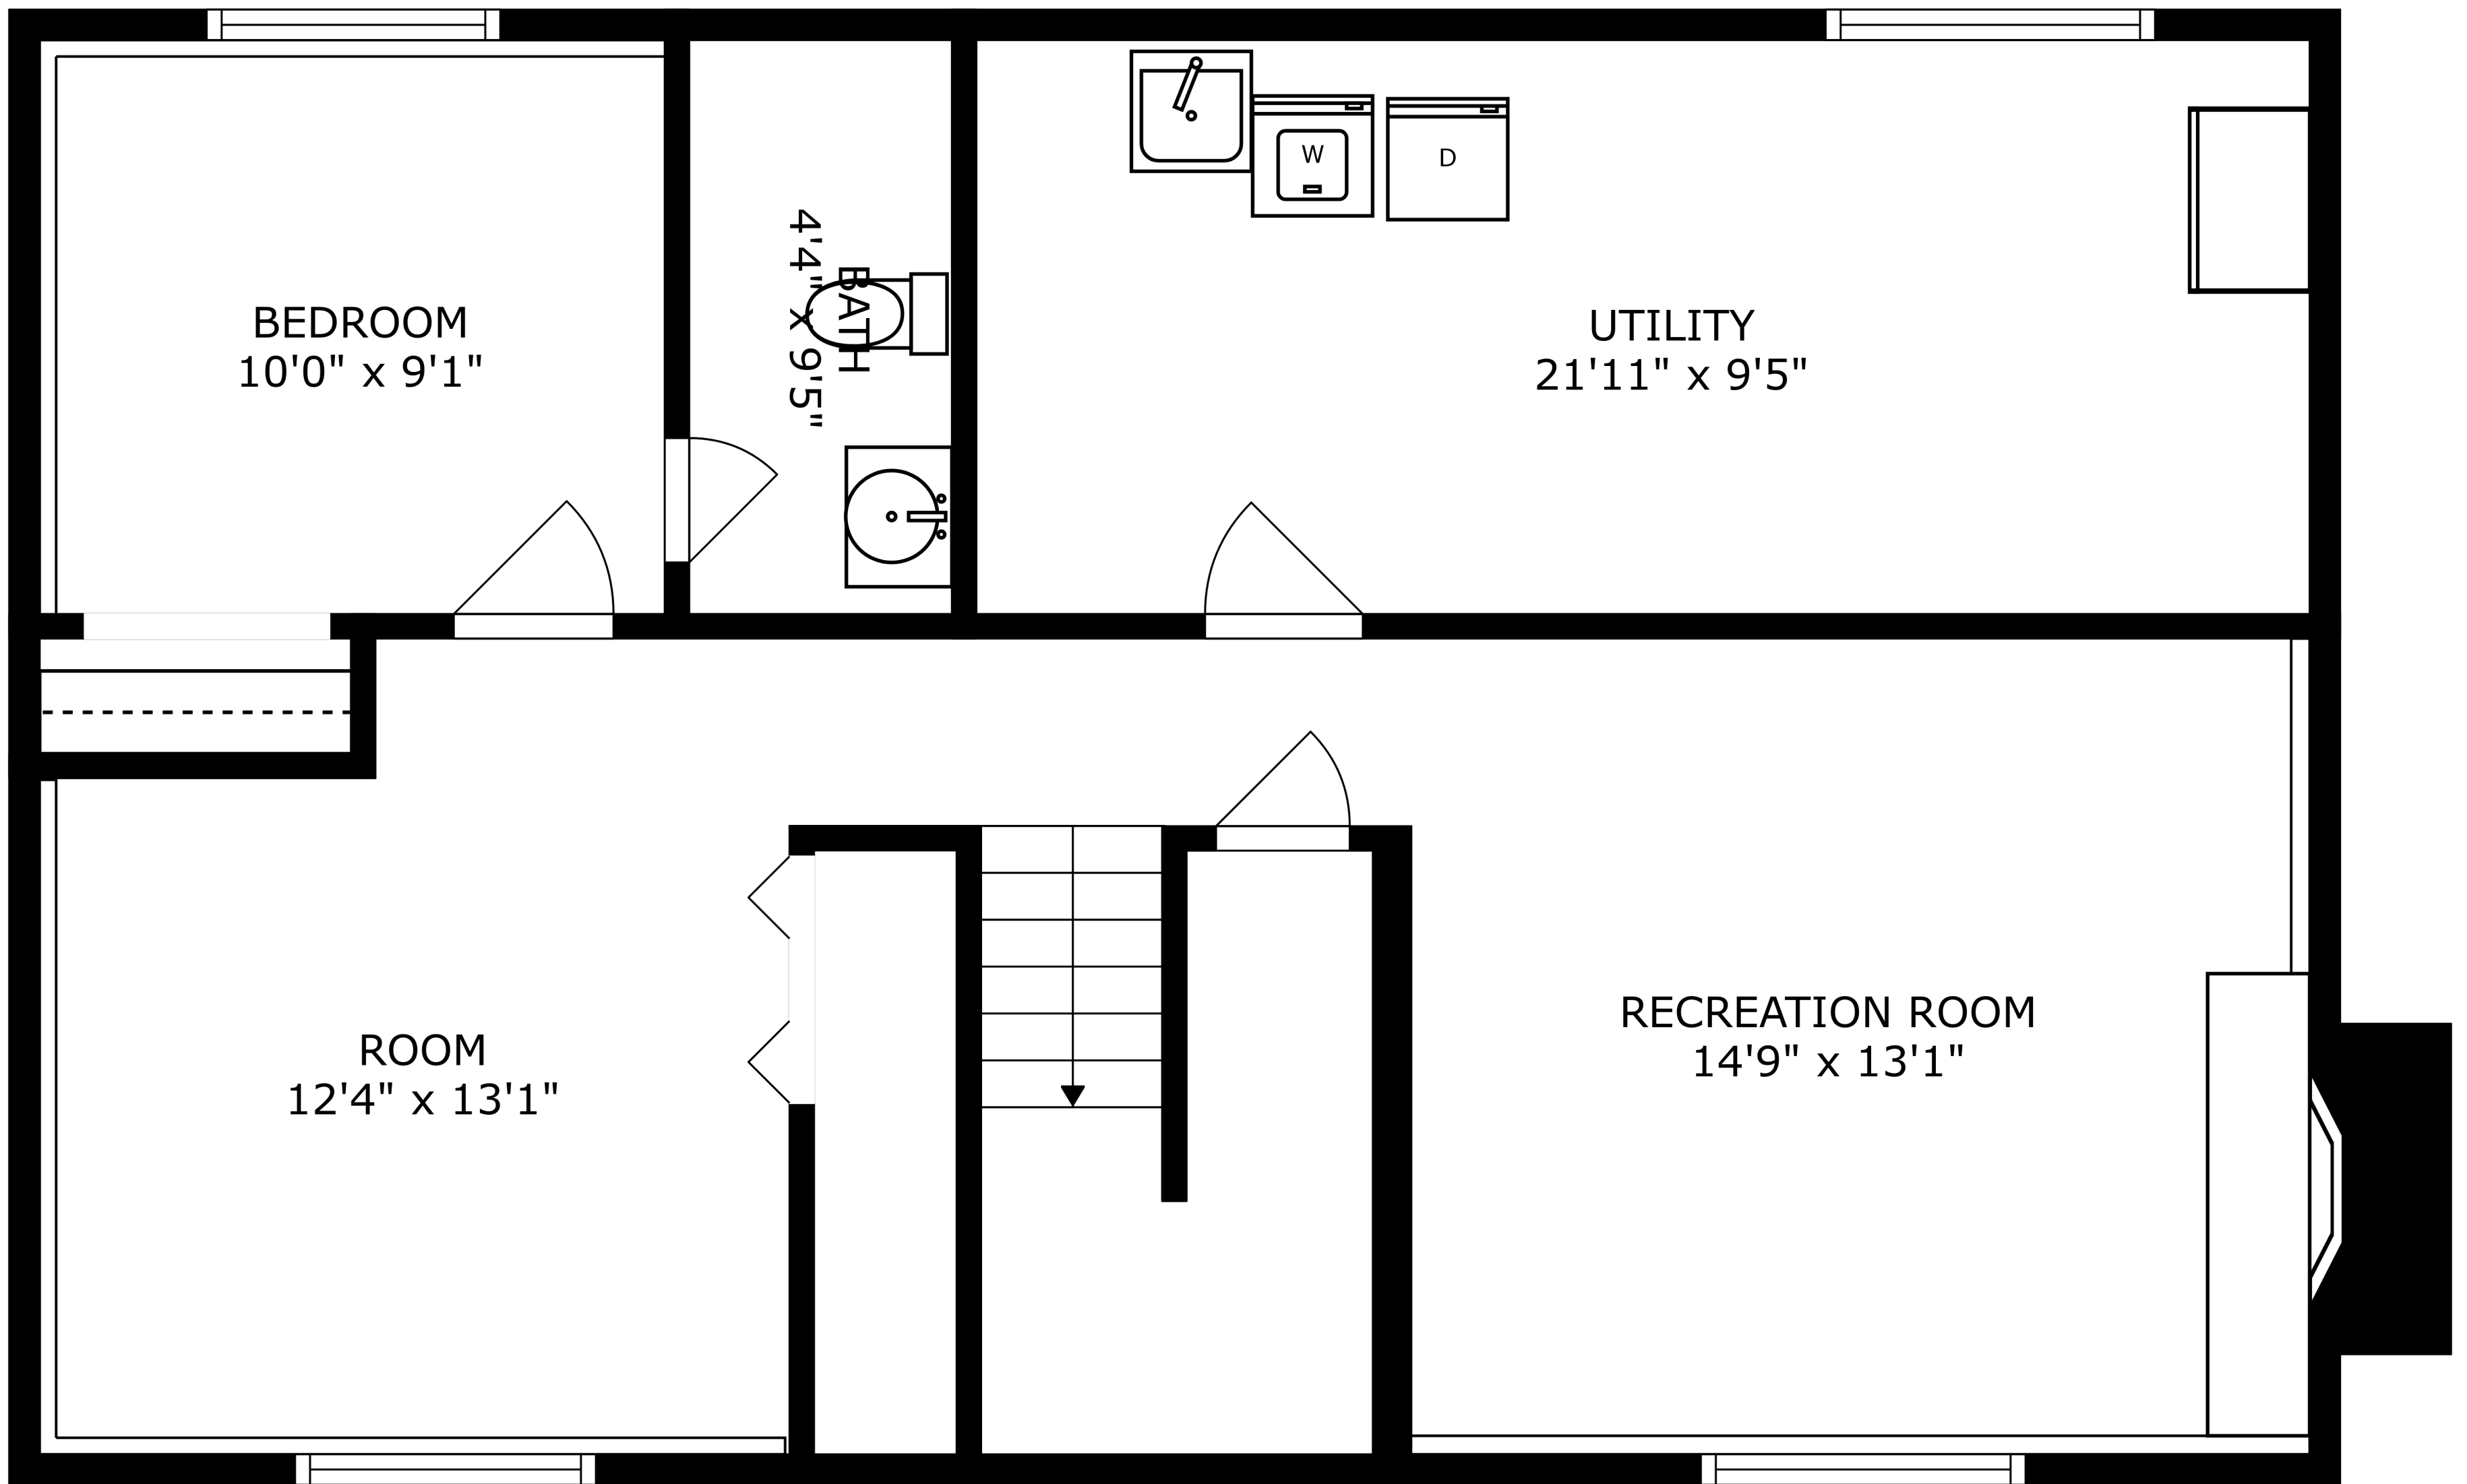 BEDROOM
10'0" x 9'1"
BATH
4'4" x 9'5"
W
D
UTILITY
21'11" x 9'5"
ROOM
12'4" x 13'1"
RECREATION ROOM
14'9" x 13'1"